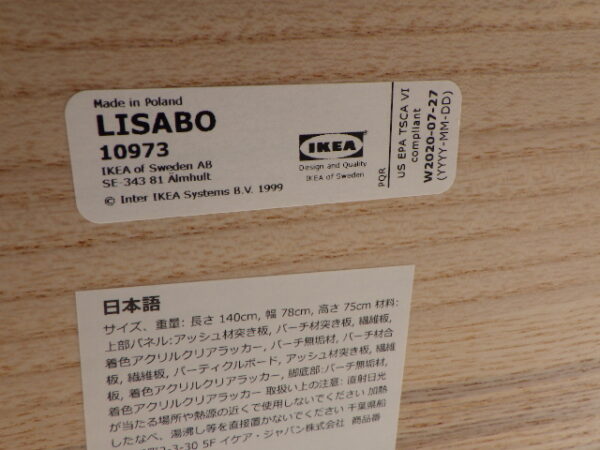 Made in Poland
LISABO
10973
IKEA of Sweden AB
SE-343 81 Älmhult
© Inter IKEA Systems B.V. 1999
IKEA
Design and Quality
IKEA of Sweden
PQR
US EPA TSCA VI
compliant
W2020-07-27
(YYYY-MM-DD)
日本語
サイズ、重量: 長さ 140cm, 幅 78cm, 高さ 75cm 材料:
上部パネル:アッシュ材突き板, バーチ材突き板, 繊維板,
着色アクリルクリアラッカー, バーチ無垢材, バーチ材合
板, 繊維板, パーティクルボード, アッシュ材突き板, 繊維
板, 着色アクリルクリアラッカー, 脚底部:バーチ無垢材,
着色アクリルクリアラッカー 取扱い上の注意: 直射日光
が当たる場所や熱源の近くで使用しないでください 加熱
したなべ、湯沸し等を直接置かないでください 千葉県船
2-3-30 5F イケア・ジャパン株式会社 商品番